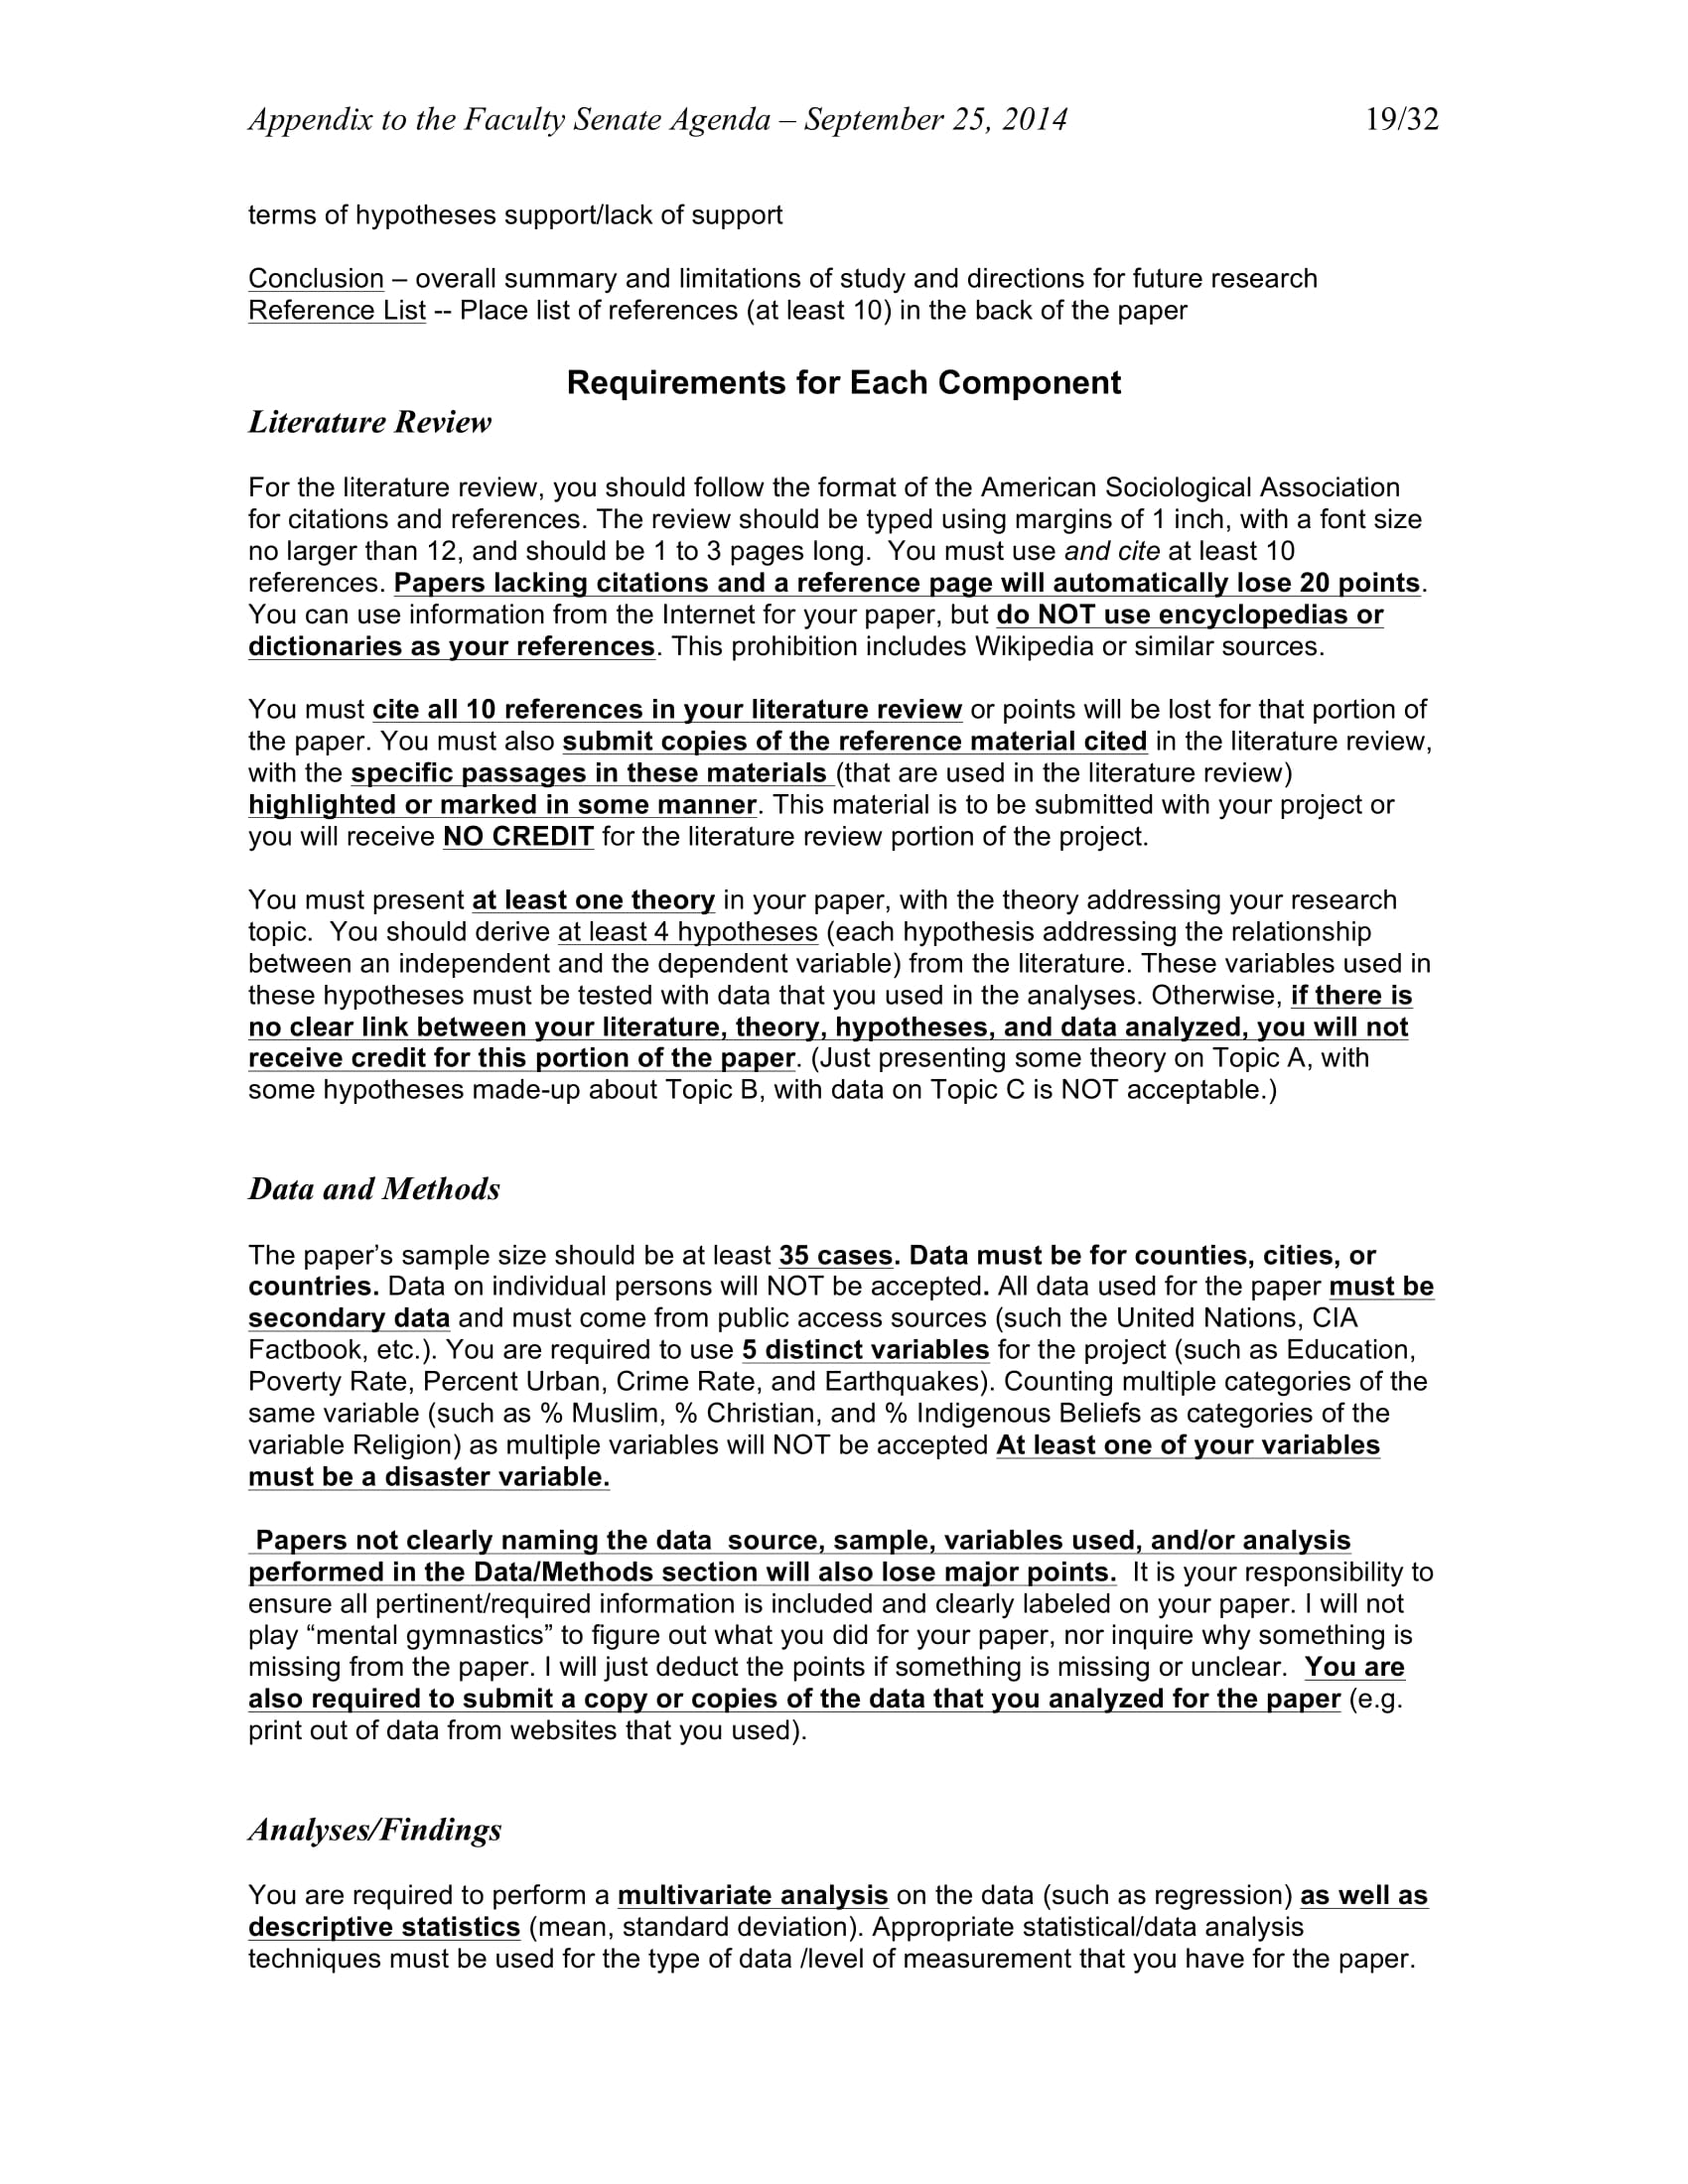 Appendix to the Faculty Senate Agenda – September 25, 2014 19/32
terms of hypotheses support/lack of support
Conclusion – overall summary and limitations of study and directions for future research
Reference List -- Place list of references (at least 10) in the back of the paper
Requirements for Each Component
Literature Review
For the literature review, you should follow the format of the American Sociological Association
for citations and references. The review should be typed using margins of 1 inch, with a font size
no larger than 12, and should be 1 to 3 pages long.  You must use and cite at least 10
references. Papers lacking citations and a reference page will automatically lose 20 points.
You can use information from the Internet for your paper, but do NOT use encyclopedias or
dictionaries as your references. This prohibition includes Wikipedia or similar sources.
You must cite all 10 references in your literature review or points will be lost for that portion of
the paper. You must also submit copies of the reference material cited in the literature review,
with the specific passages in these materials (that are used in the literature review)
highlighted or marked in some manner. This material is to be submitted with your project or
you will receive NO CREDIT for the literature review portion of the project.
You must present at least one theory in your paper, with the theory addressing your research
topic.  You should derive at least 4 hypotheses (each hypothesis addressing the relationship
between an independent and the dependent variable) from the literature. These variables used in
these hypotheses must be tested with data that you used in the analyses. Otherwise, if there is
no clear link between your literature, theory, hypotheses, and data analyzed, you will not
receive credit for this portion of the paper. (Just presenting some theory on Topic A, with
some hypotheses made-up about Topic B, with data on Topic C is NOT acceptable.)
Data and Methods
The paper’s sample size should be at least 35 cases. Data must be for counties, cities, or
countries. Data on individual persons will NOT be accepted. All data used for the paper must be
secondary data and must come from public access sources (such the United Nations, CIA
Factbook, etc.). You are required to use 5 distinct variables for the project (such as Education,
Poverty Rate, Percent Urban, Crime Rate, and Earthquakes). Counting multiple categories of the
same variable (such as % Muslim, % Christian, and % Indigenous Beliefs as categories of the
variable Religion) as multiple variables will NOT be accepted At least one of your variables
must be a disaster variable.
Papers not clearly naming the data  source, sample, variables used, and/or analysis
performed in the Data/Methods section will also lose major points.  It is your responsibility to
ensure all pertinent/required information is included and clearly labeled on your paper. I will not
play “mental gymnastics” to figure out what you did for your paper, nor inquire why something is
missing from the paper. I will just deduct the points if something is missing or unclear.  You are
also required to submit a copy or copies of the data that you analyzed for the paper (e.g.
print out of data from websites that you used).
Analyses/Findings
You are required to perform a multivariate analysis on the data (such as regression) as well as
descriptive statistics (mean, standard deviation). Appropriate statistical/data analysis
techniques must be used for the type of data /level of measurement that you have for the paper.